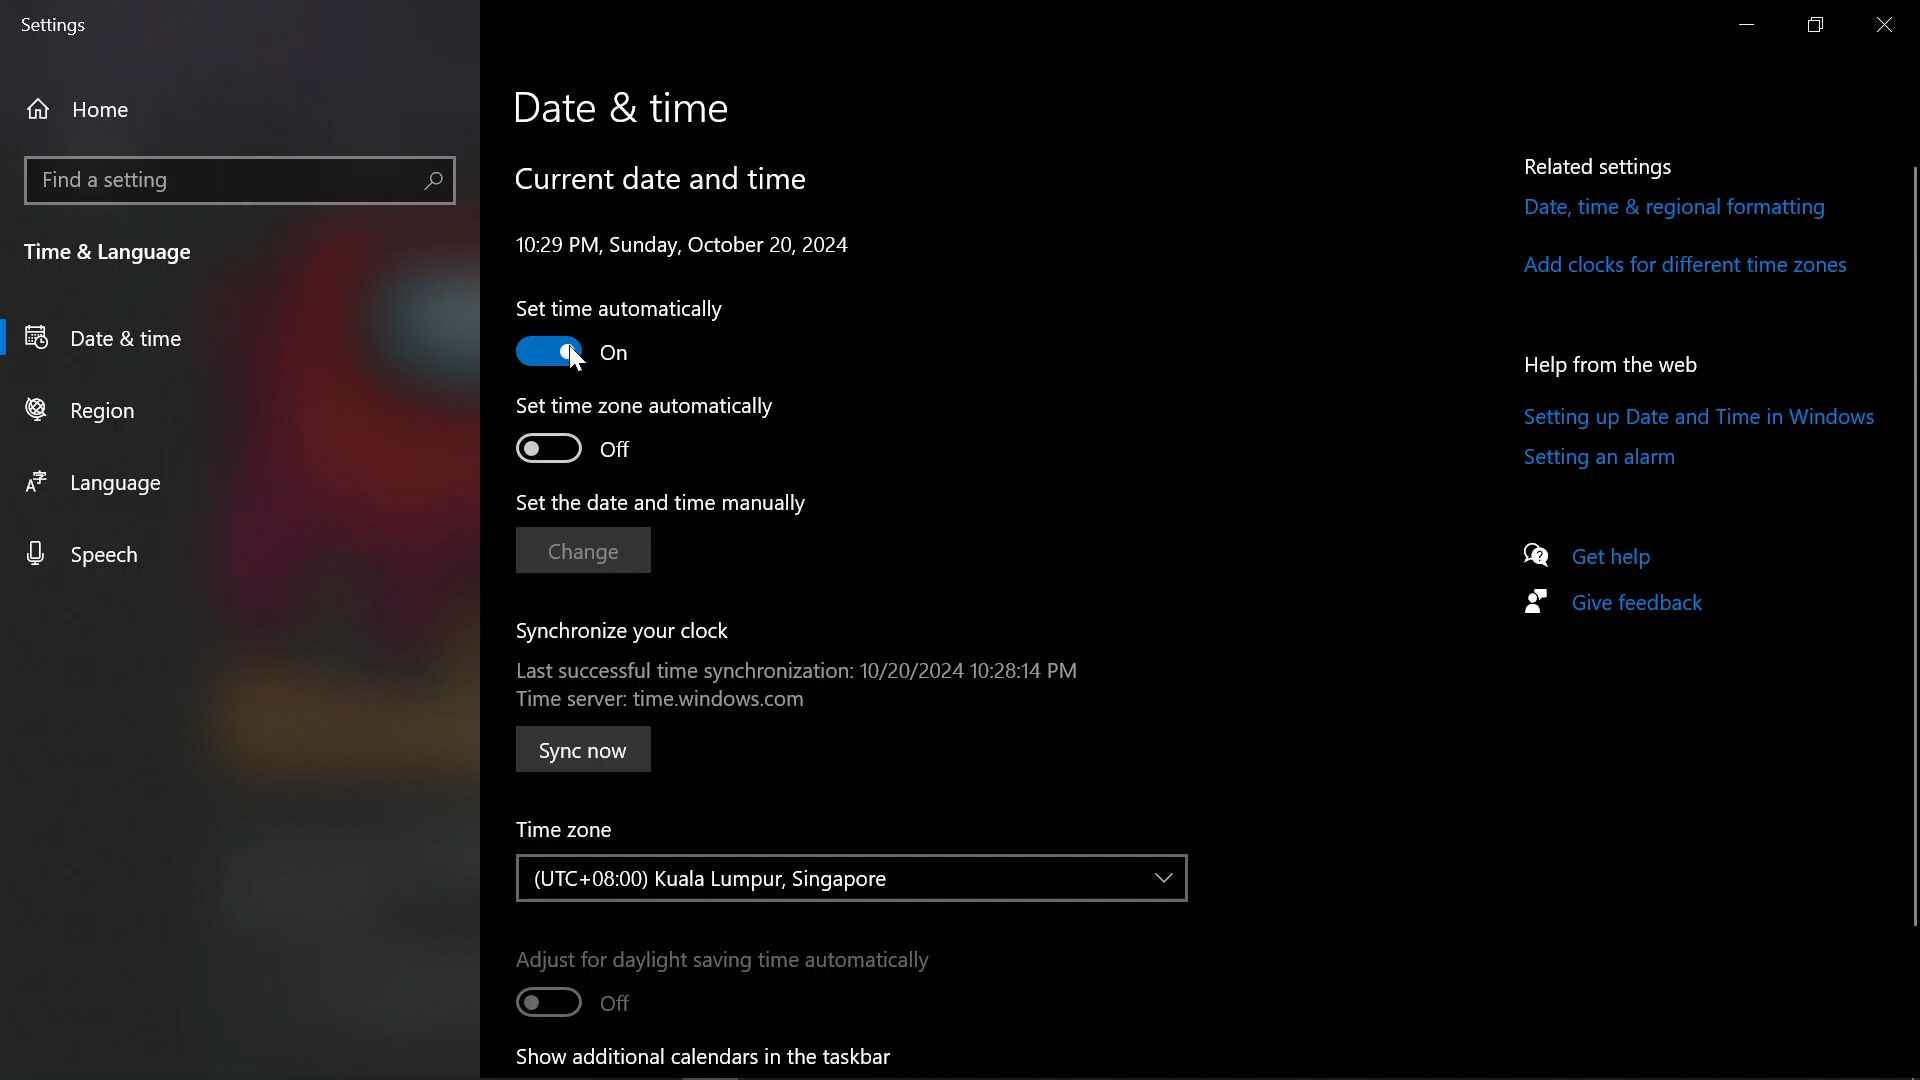 Settings
Home
Find a setting
Time & Language
Date & time
Region
Language
Speech
Date & time
Current date and time
10:29 PM, Sunday, October 20, 2024
Set time automatically
On
Set time zone automatically
Off
Set the date and time manually
Change
Synchronize your clock
Last successful time synchronization: 10/20/2024 10:28:14 PM
Time server: time.windows.com
Sync now
Time zone
(UTC+08:00) Kuala Lumpur, Singapore
Adjust for daylight saving time automatically
Off
Show additional calendars in the taskbar
Related settings
Date, time & regional formatting
Add clocks for different time zones
Help from the web
Setting up Date and Time in Windows
Setting an alarm
Get help
Give feedback